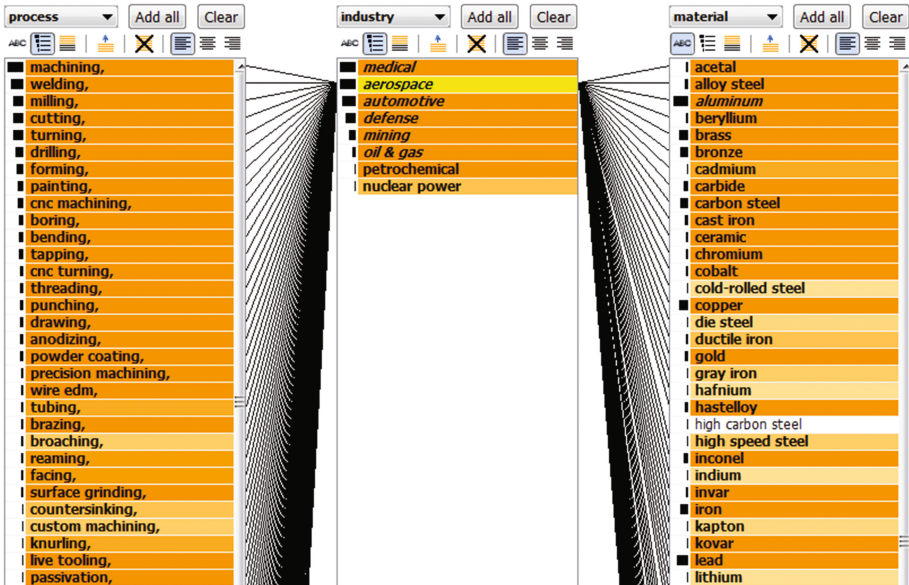 process Add all Clear
ABC
machining,
welding,
milling,
cutting,
turning,
drilling,
forming,
painting,
cnc machining,
boring,
bending,
tapping,
cnc turning,
threading,
punching,
drawing,
anodizing,
powder coating,
precision machining,
wire edm,
tubing,
brazing,
broaching,
reaming,
facing,
surface grinding,
countersinking,
custom machining,
knurling,
live tooling,
passivation,
industry Add all Clear
ABC
medical
aerospace
automotive
defense
mining
oil & gas
petrochemical
nuclear power
material Add all Clear
ABC
acetal
alloy steel
aluminum
beryllium
brass
bronze
cadmium
carbide
carbon steel
cast iron
ceramic
chromium
cobalt
cold-rolled steel
copper
die steel
ductile iron
gold
gray iron
hafnium
hastelloy
high carbon steel
high speed steel
inconel
indium
invar
iron
kapton
kovar
lead
lithium